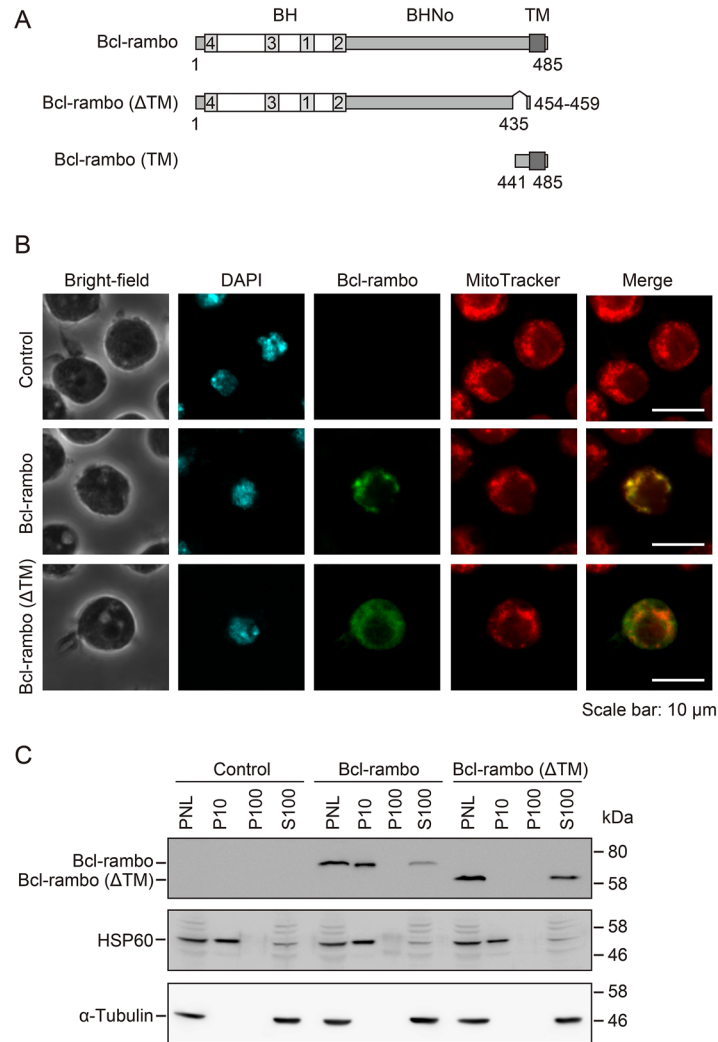 A
BH BHNo TM
Bcl-rambo
4 3 1 2
1 485
Bcl-rambo (ΔTM)
4 3 1 2
454-459
1 435
Bcl-rambo (TM)
441 485
B
Bright-field DAPI Bcl-rambo MitoTracker Merge
Control
Bcl-rambo
Bcl-rambo (ΔTM)
Scale bar: 10 μm
C
Control Bcl-rambo Bcl-rambo (ΔTM)
PNL P10 P100 S100 PNL P10 P100 S100 PNL P10 P100 S100 kDa
Bcl-rambo 80
Bcl-rambo (ΔTM) 58
58
HSP60
46
58
α-Tubulin 46